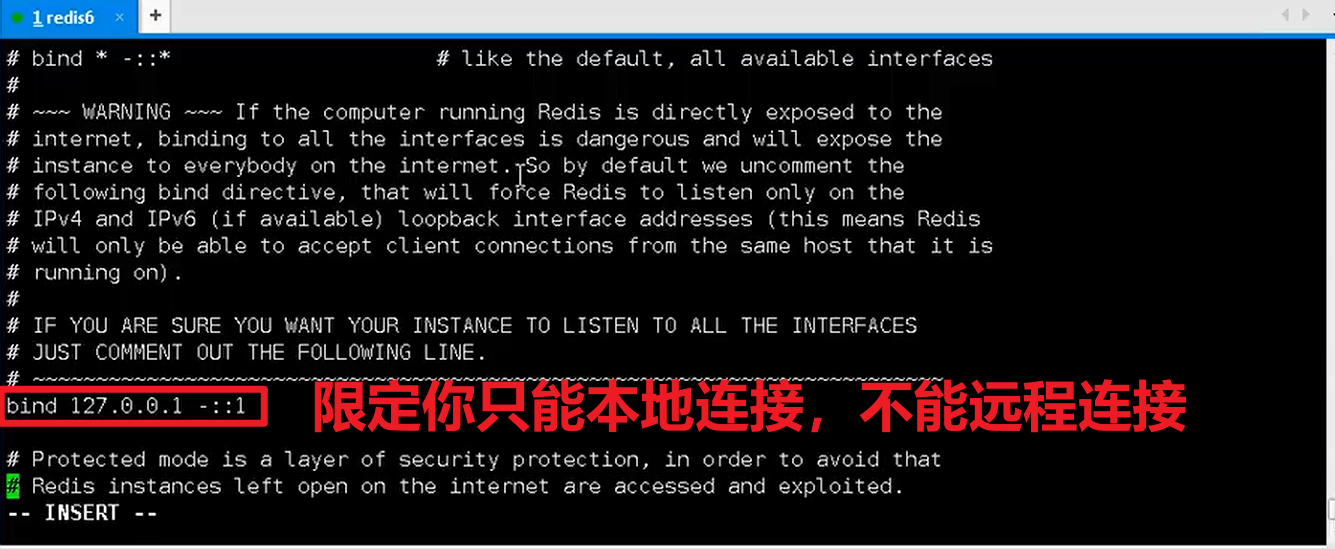 1 redis6 × +
# bind * -::*                     # like the default, all available interfaces
#
# ~~~ WARNING ~~~ If the computer running Redis is directly exposed to the
# internet, binding to all the interfaces is dangerous and will expose the
# instance to everybody on the internet. So by default we uncomment the
# following bind directive, that will force Redis to listen only on the
# IPv4 and IPv6 (if available) loopback interface addresses (this means Redis
# will only be able to accept client connections from the same host that it is
# running on).
#
# IF YOU ARE SURE YOU WANT YOUR INSTANCE TO LISTEN TO ALL THE INTERFACES
# JUST COMMENT OUT THE FOLLOWING LINE.
# ~~~~~~~~~~~~~~~~~~~~~~~~~~~~~~~~~~~~~~~~~~~~~~~~~~~~~~~~~~~~~~~~~~~~~~~~
bind 127.0.0.1 -::1
限定你只能本地连接，不能远程连接
# Protected mode is a layer of security protection, in order to avoid that
# Redis instances left open on the internet are accessed and exploited.
-- INSERT --